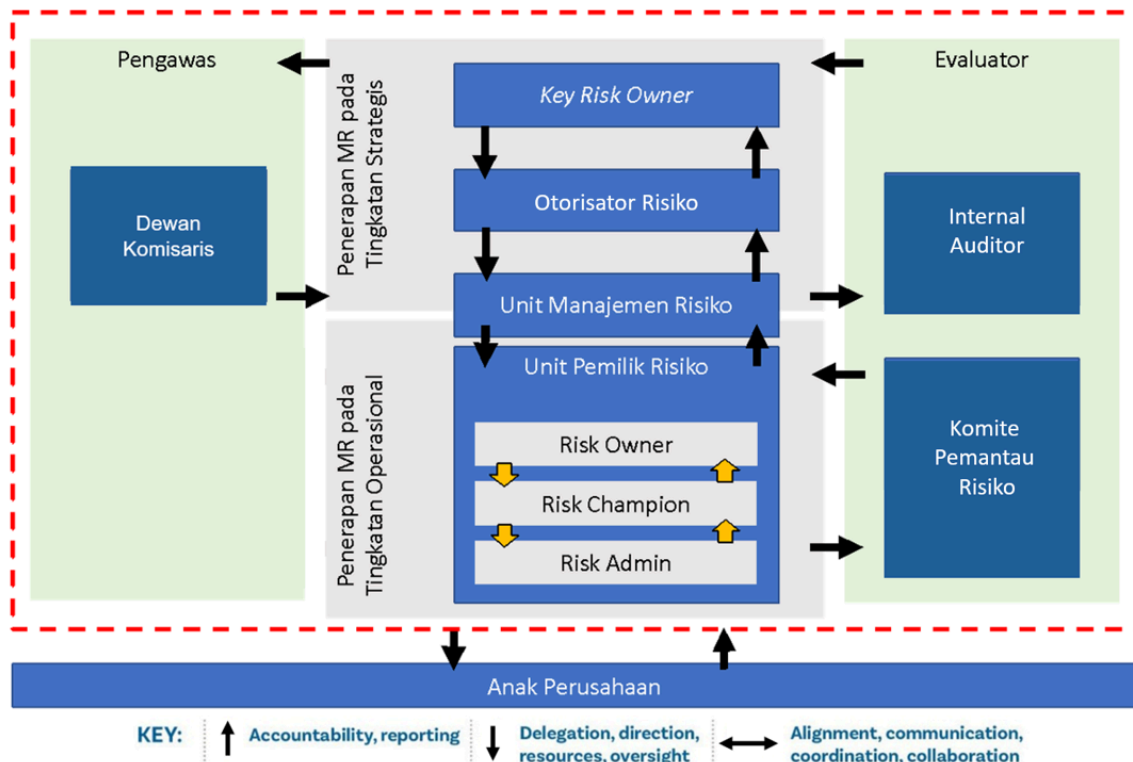 Pengawas
Dewan
Komisaris
Penerapan MR pada
Tingkatan Strategis
Key Risk Owner
Otorisator Risiko
Unit Manajemen Risiko
Penerapan MR pada
Tingkatan Operasional
Unit Pemilik Risiko
Risk Owner
Risk Champion
Risk Admin
Evaluator
Internal
Auditor
Komite
Pemantau
Risiko
Anak Perusahaan
KEY:
Accountability, reporting
Delegation, direction,
resources, oversight
Alignment, communication,
coordination, collaboration